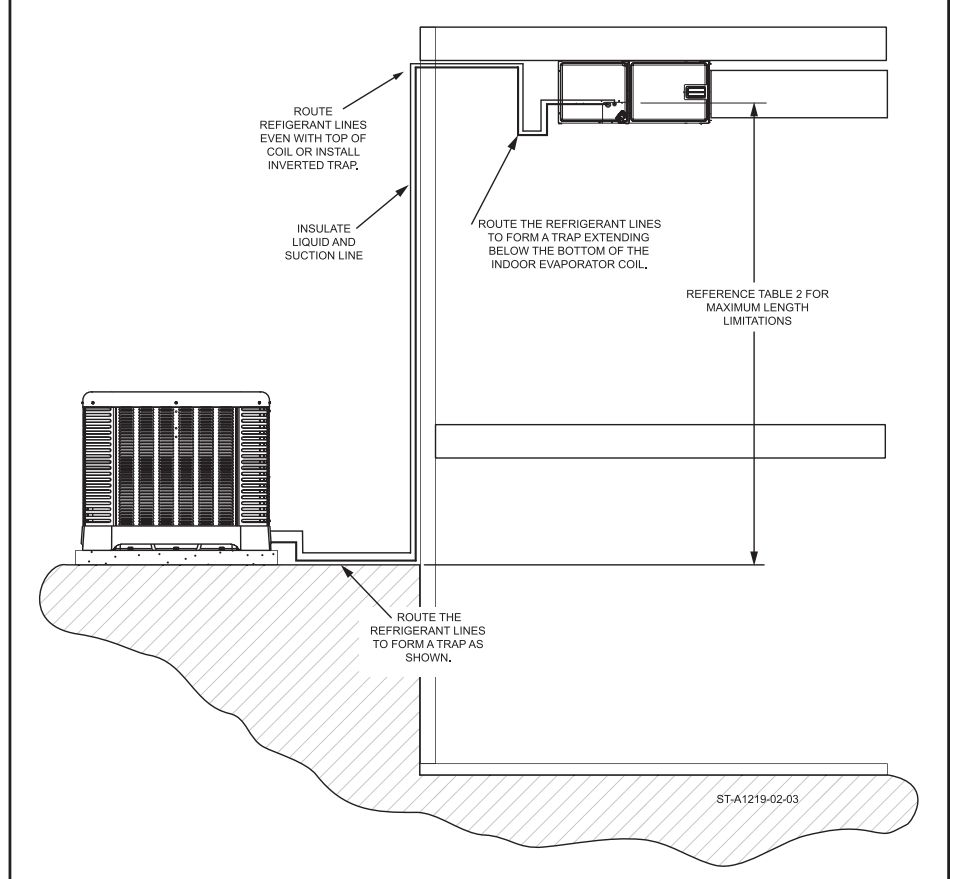 ROUTE
REFIGERANT LINES
EVEN WITH TOP OF
COIL OR INSTALL
INVERTED TRAP.
INSULATE
LIQUID AND
SUCTION LINE
ROUTE THE REFRIGERANT LINES
TO FORM A TRAP EXTENDING
BELOW THE BOTTOM OF THE
INDOOR EVAPORATOR COIL.
REFERENCE TABLE 2 FOR
MAXIMUM LENGTH
LIMITATIONS
ROUTE THE
REFRIGERANT LINES
TO FORM A TRAP AS
SHOWN.
ST-A1219-02-03